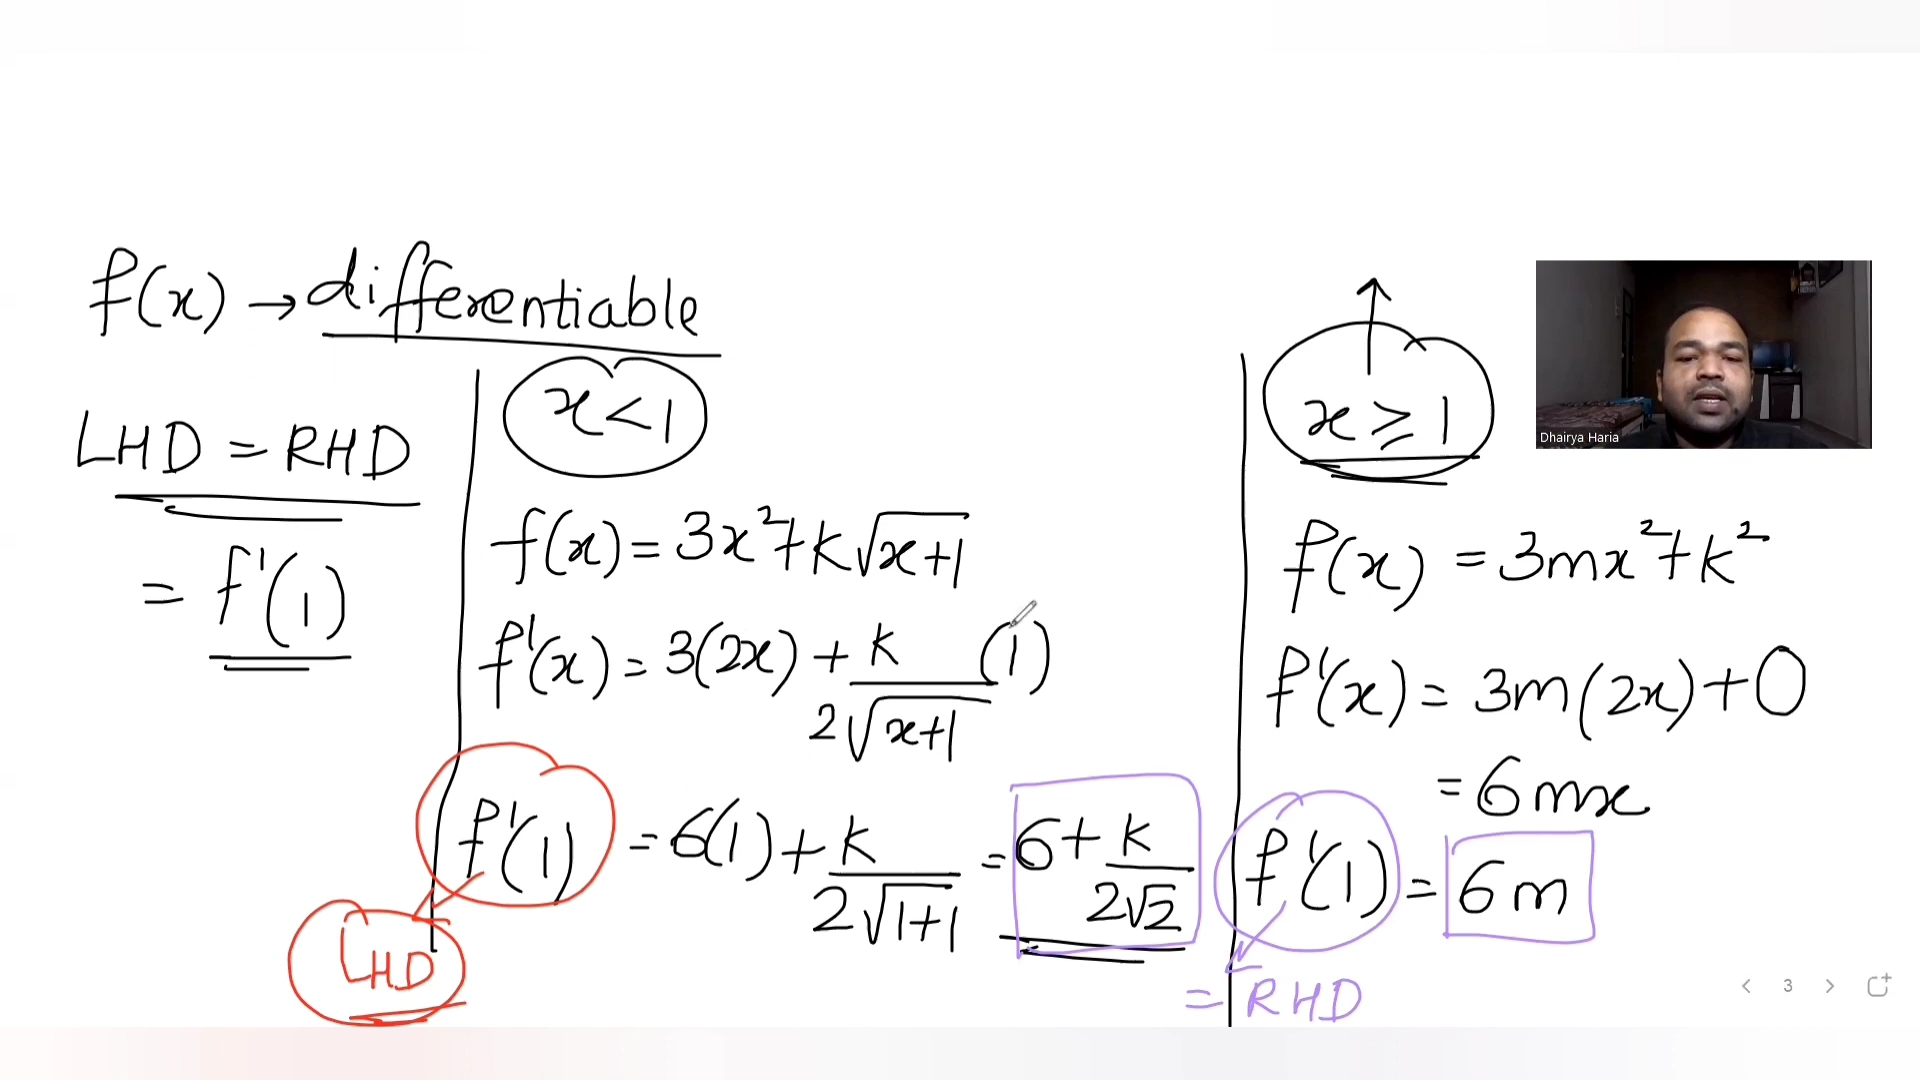 f(x) → differentiable
LHD = RHD
= f'(1)
x < 1
f(x) = 3x² + k√(x+1)
f'(x) = 3(2x) + k/(2√(x+1)) (1)
f'(1) = 6(1) + k/(2√(1+1)) = 6 + k/(2√2)
LHD
x ⩾ 1
f(x) = 3mx² + k²
f'(x) = 3m(2x) + 0
= 6mx
f'(1) = 6m
= RHD
Dhairya Haria
3